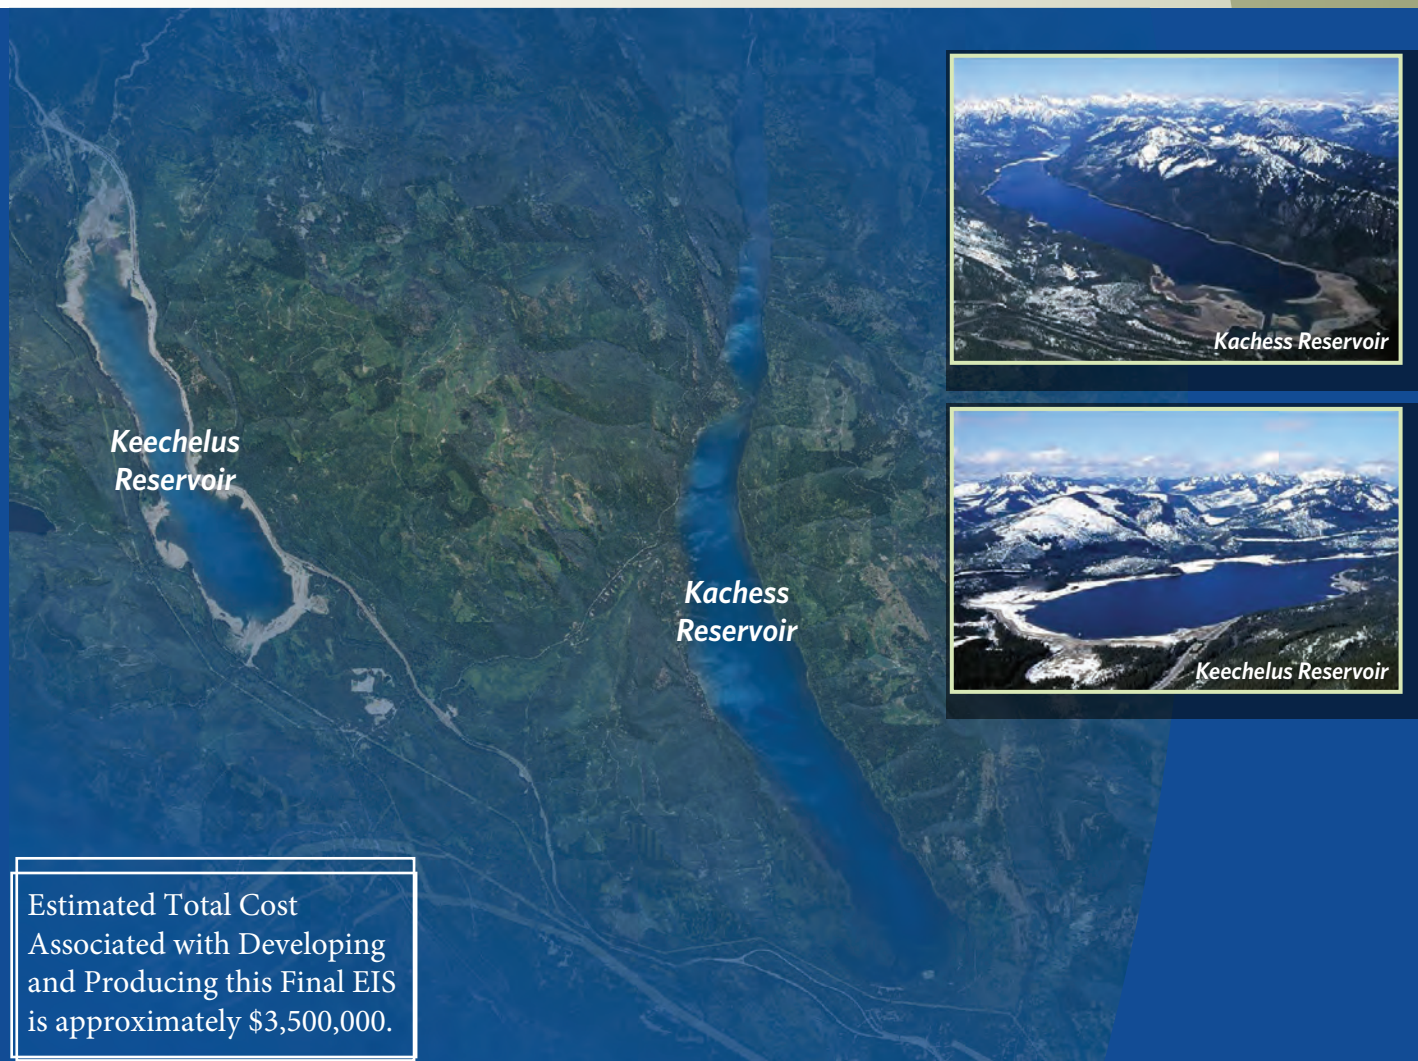 Kachess Reservoir
Keechelus Reservoir
Keechelus
Reservoir
Kachess
Reservoir
Estimated Total Cost
Associated with Developing
and Producing this Final EIS
is approximately $3,500,000.